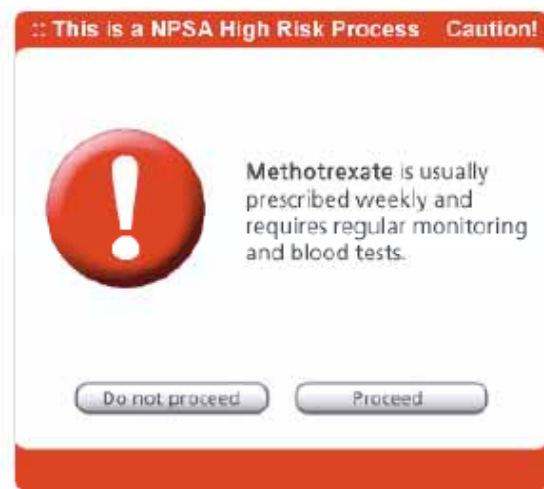 :: This is a NPSA High Risk Process Caution!
Methotrexate is usually
prescribed weekly and
requires regular monitoring
and blood tests.
Do not proceed Proceed